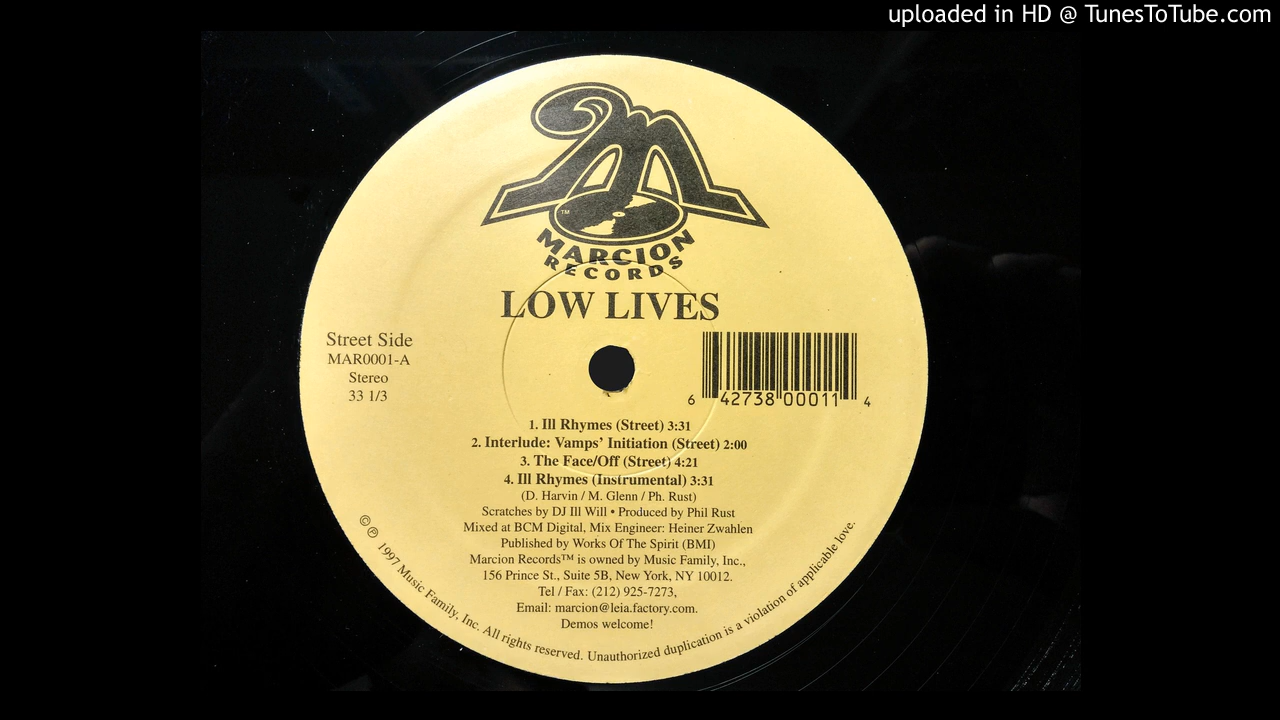 uploaded in HD @ TunesToTube.com
M
TM
MARCION
RECORDS
LOW LIVES
Street Side
MAR0001-A
Stereo
33 1/3
6 42738 00011 4
1. Ill Rhymes (Street) 3:31
2. Interlude: Vamps' Initiation (Street) 2:00
3. The Face/Off (Street) 4:21
4. Ill Rhymes (Instrumental) 3:31
(D. Harvin / M. Glenn / Ph. Rust)
Scratches by DJ Ill Will • Produced by Phil Rust
Mixed at BCM Digital, Mix Engineer: Heiner Zwahlen
Published by Works Of The Spirit (BMI)
Marcion Records™ is owned by Music Family, Inc.,
156 Prince St., Suite 5B, New York, NY 10012.
Tel / Fax: (212) 925-7273,
Email: marcion@leia.factory.com.
Demos welcome!
© ℗ 1997 Music Family, Inc. All rights reserved. Unauthorized duplication is a violation of applicable love.